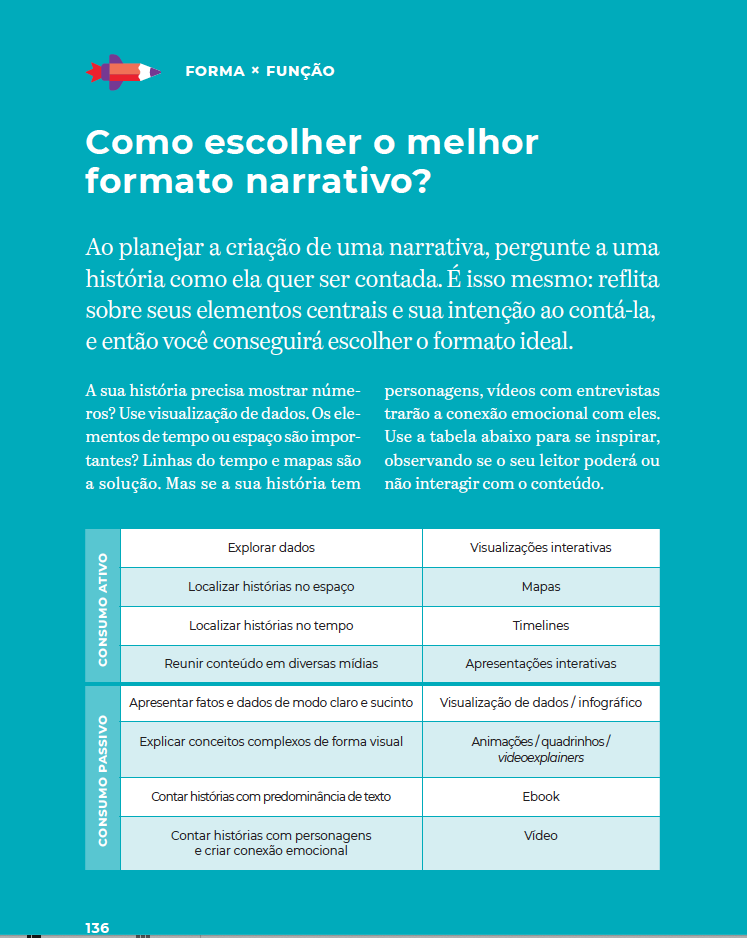 FORMA × FUNÇÃO
Como escolher o melhor
formato narrativo?
Ao planejar a criação de uma narrativa, pergunte a uma
história como ela quer ser contada. É isso mesmo: reflita
sobre seus elementos centrais e sua intenção ao contá-la,
e então você conseguirá escolher o formato ideal.
A sua história precisa mostrar núme-
ros? Use visualização de dados. Os ele-
mentos de tempo ou espaço são impor-
tantes? Linhas do tempo e mapas são
a solução. Mas se a sua história tem
personagens, vídeos com entrevistas
trarão a conexão emocional com eles.
Use a tabela abaixo para se inspirar,
observando se o seu leitor poderá ou
não interagir com o conteúdo.
CONSUMO ATIVO
Explorar dados
Visualizações interativas
Localizar histórias no espaço
Mapas
Localizar histórias no tempo
Timelines
Reunir conteúdo em diversas mídias
Apresentações interativas
CONSUMO PASSIVO
Apresentar fatos e dados de modo claro e sucinto
Visualização de dados / infográfico
Explicar conceitos complexos de forma visual
Animações / quadrinhos /
videoexplainers
Contar histórias com predominância de texto
Ebook
Contar histórias com personagens
e criar conexão emocional
Vídeo
136